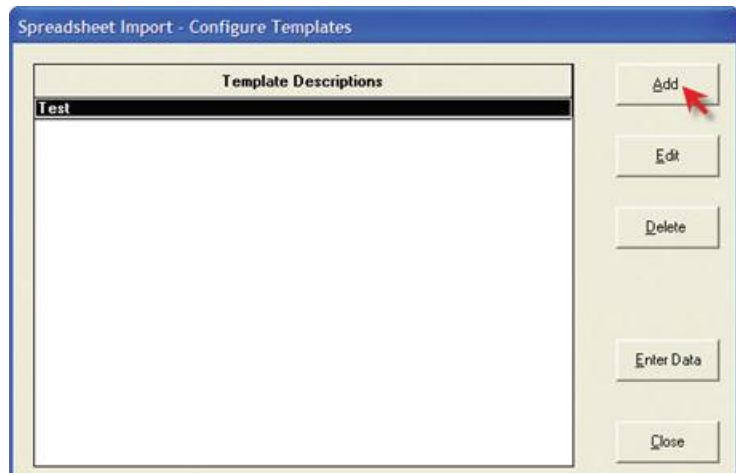 Spreadsheet Import - Configure Templates
Template Descriptions
Test
Add
Edit
Delete
Enter Data
Close